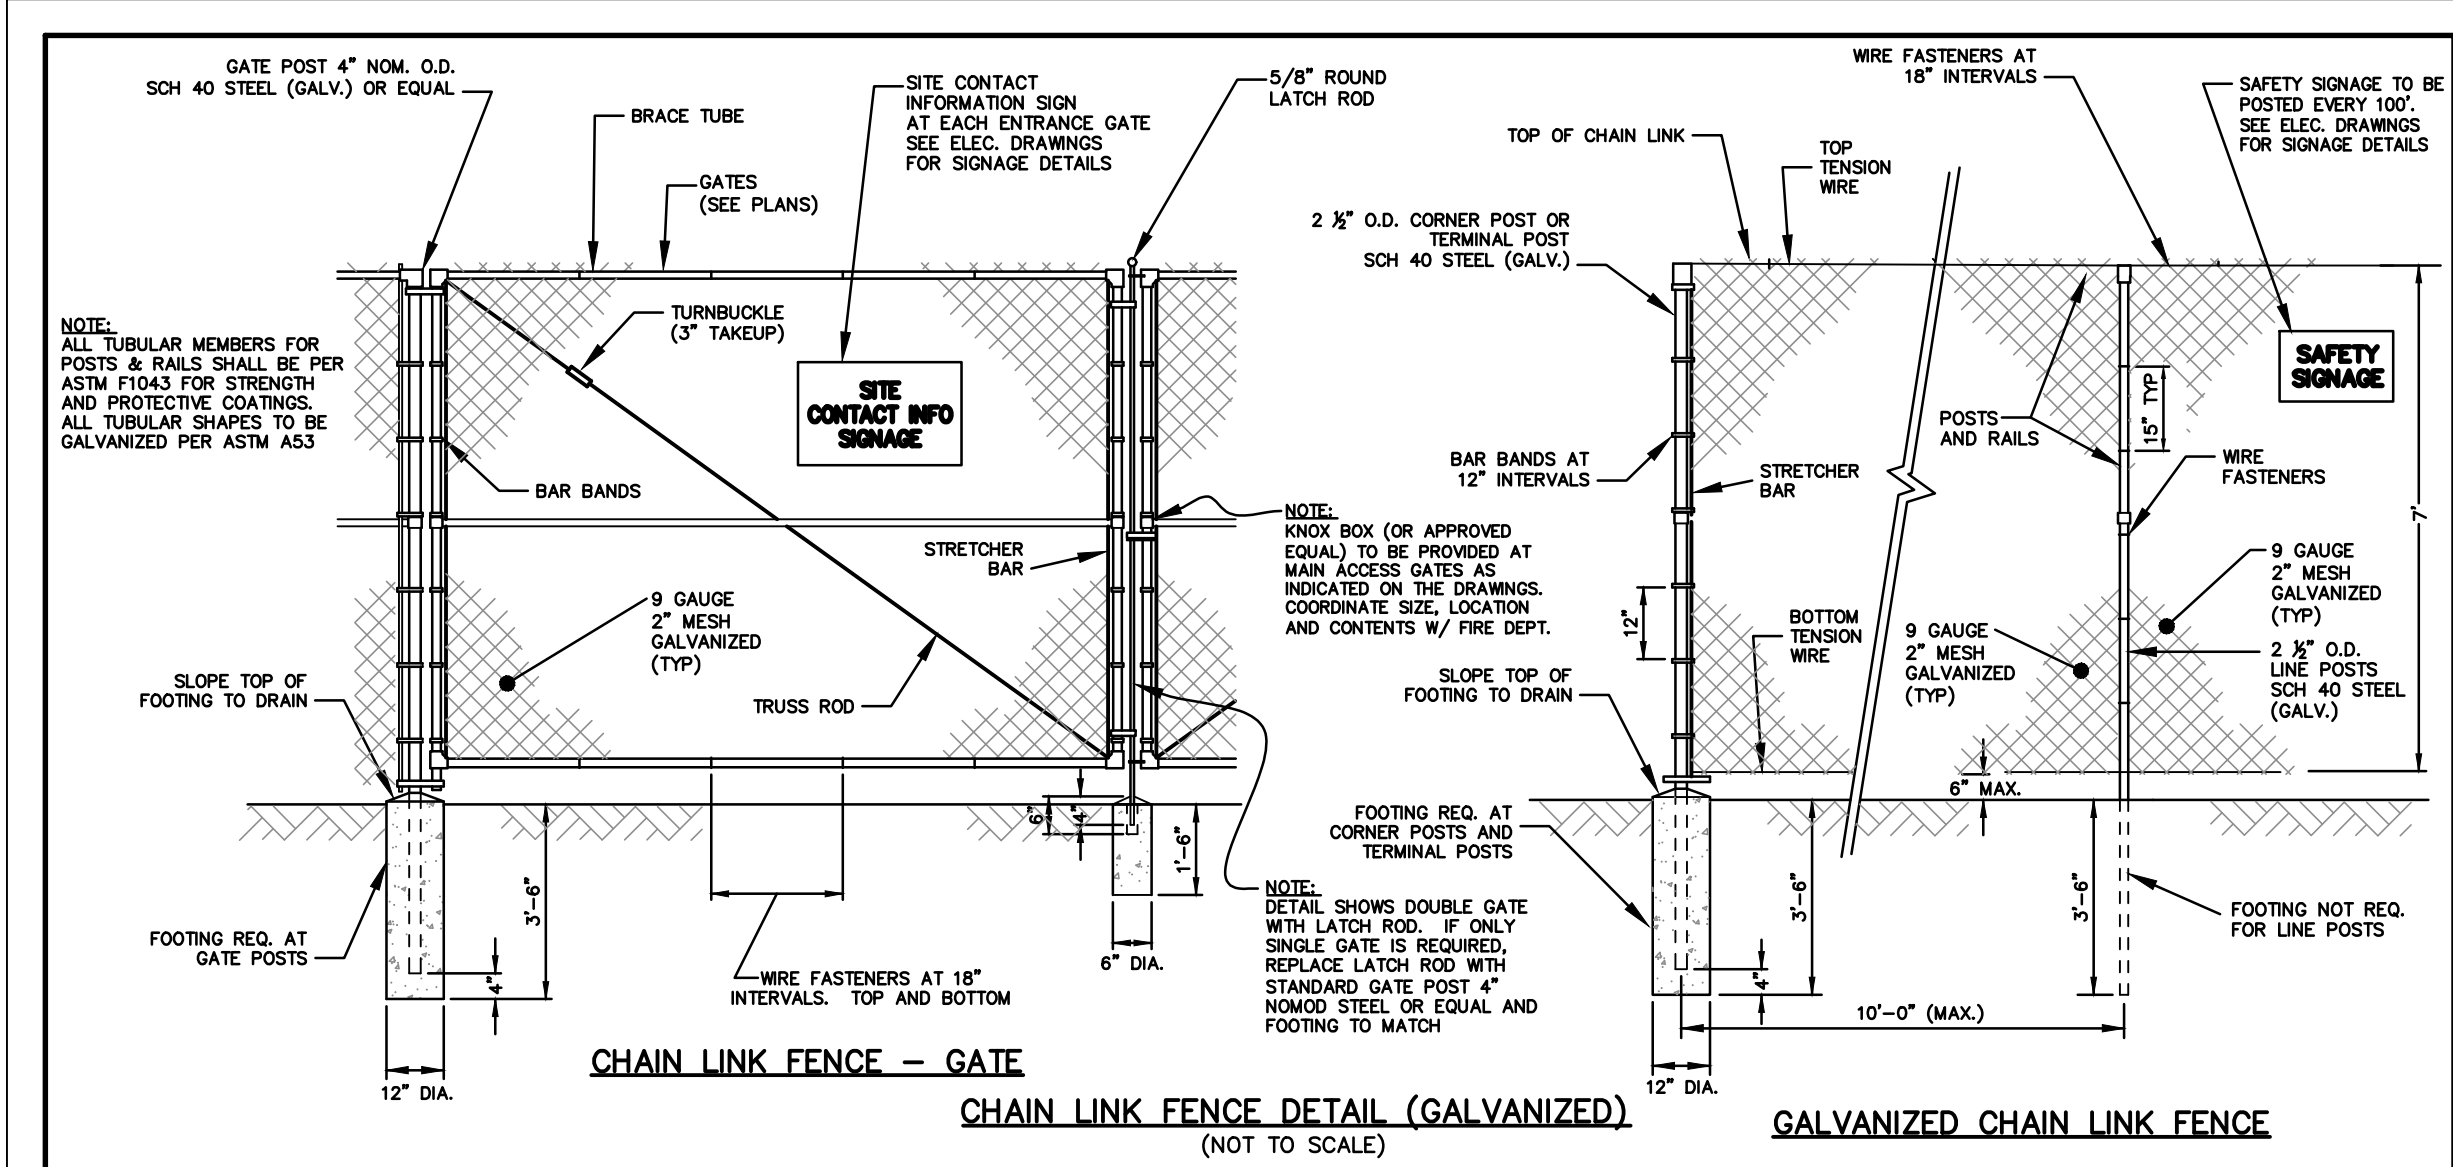 GATE POST 4" NOM. O.D.
SCH 40 STEEL (GALV.) OR EQUAL
BRACE TUBE
GATES
(SEE PLANS)
SITE CONTACT
INFORMATION SIGN
AT EACH ENTRANCE GATE
SEE ELEC. DRAWINGS
FOR SIGNAGE DETAILS
5/8" ROUND
LATCH ROD
NOTE:
ALL TUBULAR MEMBERS FOR
POSTS & RAILS SHALL BE PER
ASTM F1043 FOR STRENGTH
AND PROTECTIVE COATINGS.
ALL TUBULAR SHAPES TO BE
GALVANIZED PER ASTM A53
TURNBUCKLE
(3" TAKEUP)
SITE
CONTACT INFO
SIGNAGE
BAR BANDS
STRETCHER
BAR
9 GAUGE
2" MESH
GALVANIZED
(TYP)
TRUSS ROD
SLOPE TOP OF
FOOTING TO DRAIN
FOOTING REQ. AT
GATE POSTS
3'-6"
4"
12" DIA.
WIRE FASTENERS AT 18"
INTERVALS. TOP AND BOTTOM
6"
4"
1'-6"
6" DIA.
NOTE:
KNOX BOX (OR APPROVED
EQUAL) TO BE PROVIDED AT
MAIN ACCESS GATES AS
INDICATED ON THE DRAWINGS.
COORDINATE SIZE, LOCATION
AND CONTENTS W/ FIRE DEPT.
NOTE:
DETAIL SHOWS DOUBLE GATE
WITH LATCH ROD. IF ONLY
SINGLE GATE IS REQUIRED,
REPLACE LATCH ROD WITH
STANDARD GATE POST 4"
NOMOD STEEL OR EQUAL AND
FOOTING TO MATCH
CHAIN LINK FENCE - GATE
WIRE FASTENERS AT
18" INTERVALS
SAFETY SIGNAGE TO BE
POSTED EVERY 100'.
SEE ELEC. DRAWINGS
FOR SIGNAGE DETAILS
TOP OF CHAIN LINK
TOP
TENSION
WIRE
2 ½" O.D. CORNER POST OR
TERMINAL POST
SCH 40 STEEL (GALV.)
SAFETY
SIGNAGE
15" TYP
POSTS
AND RAILS
WIRE
FASTENERS
7'
BAR BANDS AT
12" INTERVALS
STRETCHER
BAR
12"
BOTTOM
TENSION
WIRE
9 GAUGE
2" MESH
GALVANIZED
(TYP)
9 GAUGE
2" MESH
GALVANIZED
(TYP)
2 ½" O.D.
LINE POSTS
SCH 40 STEEL
(GALV.)
SLOPE TOP OF
FOOTING TO DRAIN
6" MAX.
FOOTING REQ. AT
CORNER POSTS AND
TERMINAL POSTS
3'-6"
4"
3'-6"
FOOTING NOT REQ.
FOR LINE POSTS
10'-0" (MAX.)
12" DIA.
CHAIN LINK FENCE DETAIL (GALVANIZED)
(NOT TO SCALE)
GALVANIZED CHAIN LINK FENCE